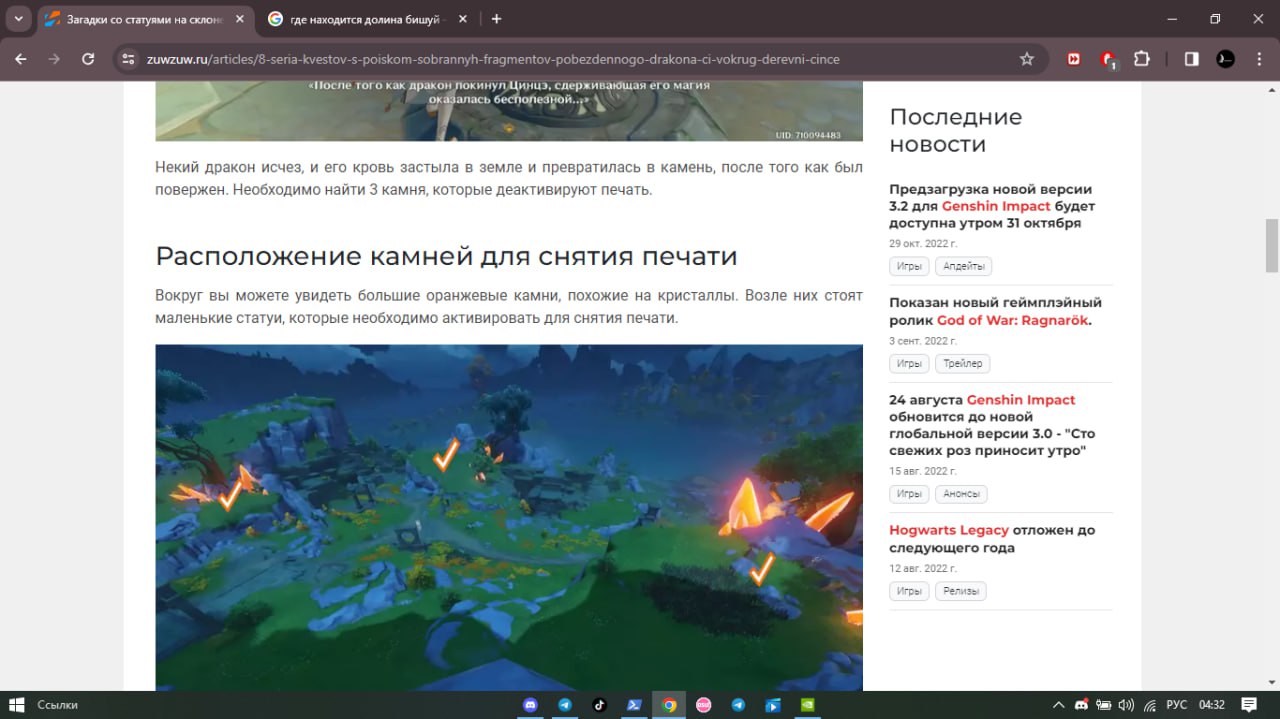 Загадки со статуями на склоне
где находится долина бишуй -
zuwzuw.ru/articles/8-seria-kvestov-s-poiskom-sobrannyh-fragmentov-pobezdennogo-drakona-ci-vokrug-derevni-cince
1
«После того как дракон покинул Цинцэ, сдерживающая его магия
оказалась бесполезной...»
UID: 710094483
Некий дракон исчез, и его кровь застыла в земле и превратилась в камень, после того как был
повержен. Необходимо найти 3 камня, которые деактивируют печать.
Расположение камней для снятия печати
Вокруг вы можете увидеть большие оранжевые камни, похожие на кристаллы. Возле них стоят
маленькие статуи, которые необходимо активировать для снятия печати.
Последние
новости
Предзагрузка новой версии
3.2 для Genshin Impact будет
доступна утром 31 октября
29 окт. 2022 г.
Игры Апдейты
Показан новый геймплэйный
ролик God of War: Ragnarök.
3 сент. 2022 г.
Игры Трейлер
24 августа Genshin Impact
обновится до новой
глобальной версии 3.0 - "Сто
свежих роз приносит утро"
15 авг. 2022 г.
Игры Анонсы
Hogwarts Legacy отложен до
следующего года
12 авг. 2022 г.
Игры Релизы
Ссылки
РУС 04:32